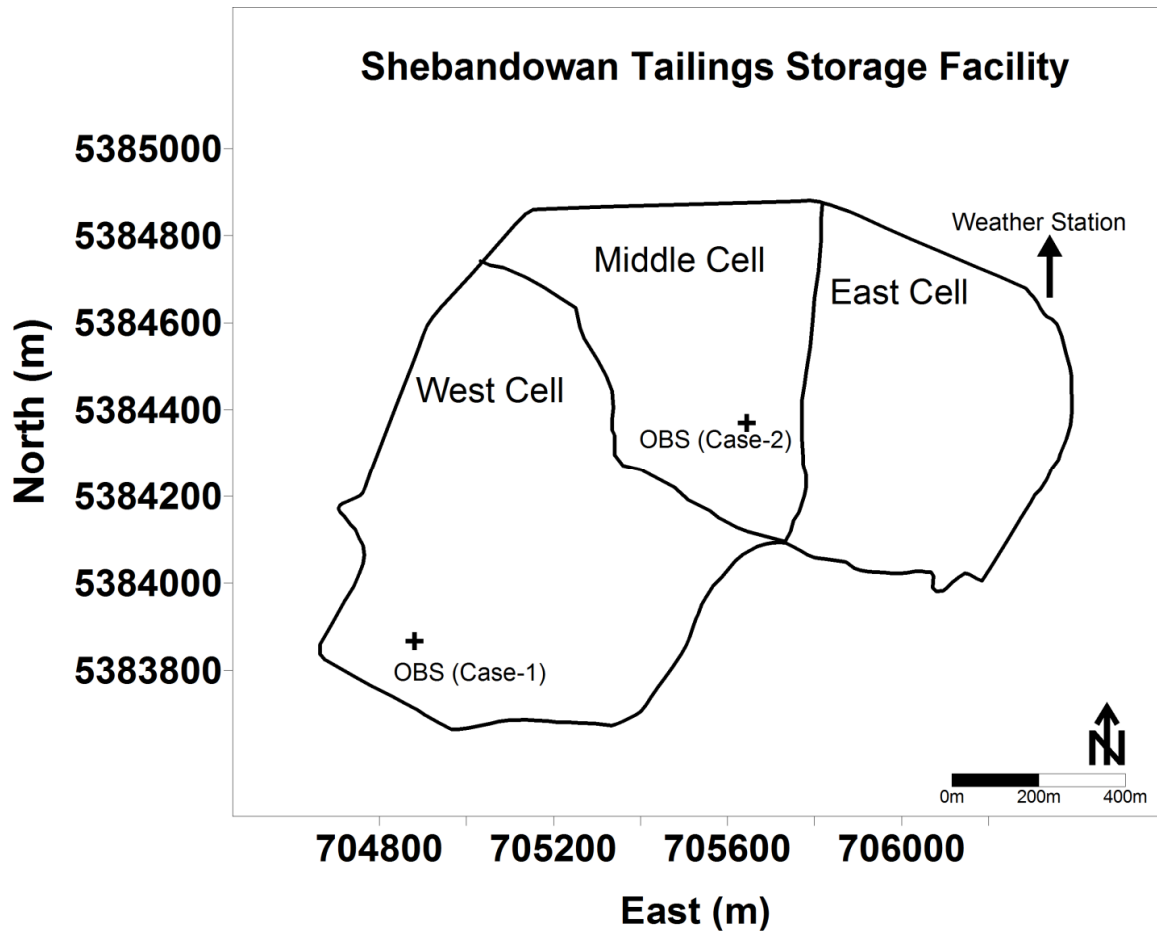 Shebandowan Tailings Storage Facility
5385000
5384800
5384600
5384400
5384200
5384000
5383800
North (m)
Weather Station
Middle Cell
East Cell
West Cell
OBS (Case-2)
OBS (Case-1)
N
0m 200m 400m
704800 705200 705600 706000
East (m)